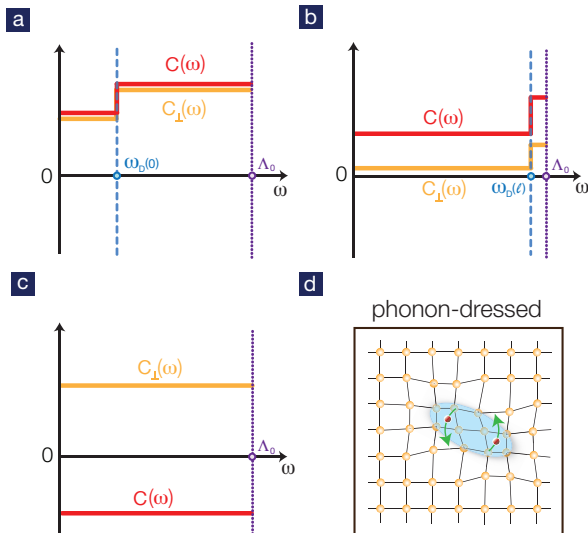 a
C(ω)
C⊥(ω)
0
ω_D(0)
Λ₀
ω
b
C(ω)
0
C⊥(ω)
ω_D(ℓ)
Λ₀
ω
c
C⊥(ω)
0
Λ₀
ω
C(ω)
d
phonon-dressed